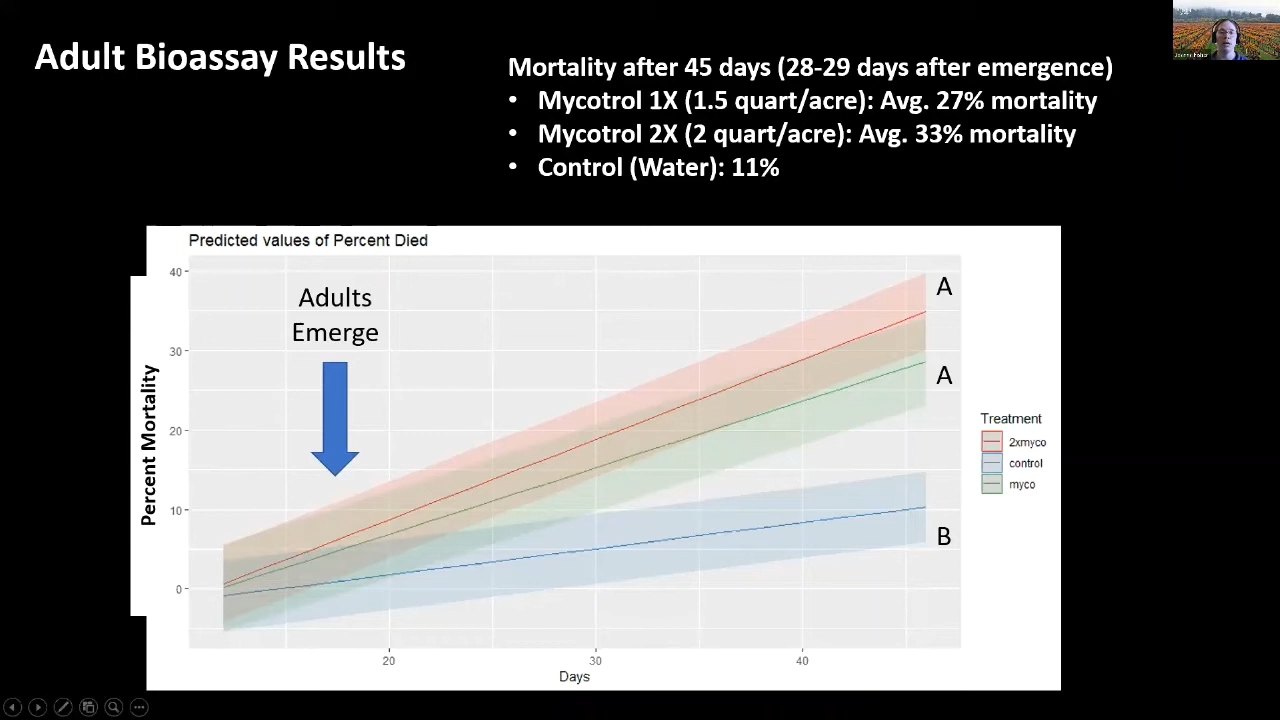 Adult Bioassay Results
Mortality after 45 days (28-29 days after emergence)
• Mycotrol 1X (1.5 quart/acre): Avg. 27% mortality
• Mycotrol 2X (2 quart/acre): Avg. 33% mortality
• Control (Water): 11%
Predicted values of Percent Died
40
30
20
10
0
Percent Mortality
Adults
Emerge
A
A
B
20
30
40
Days
Treatment
2xmyco
control
myco